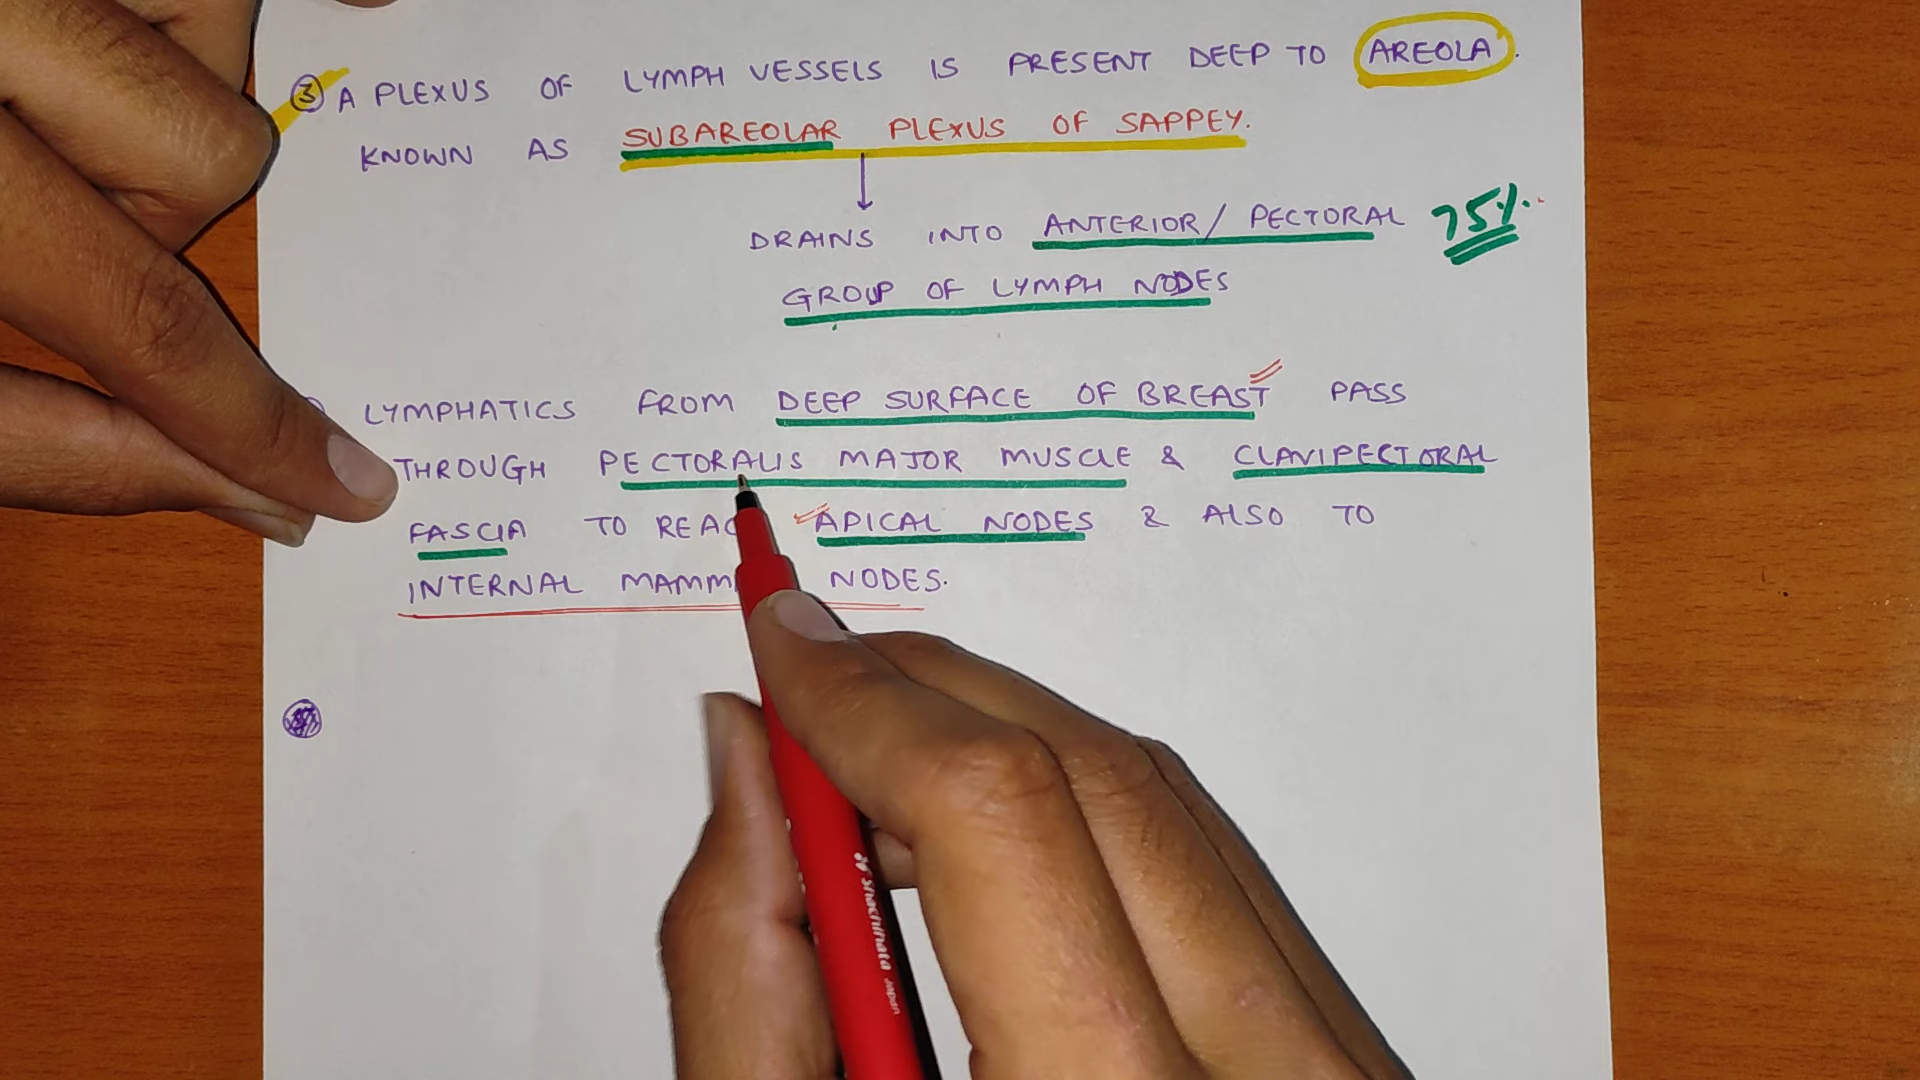 ③ A PLEXUS OF LYMPH VESSELS IS PRESENT DEEP TO AREOLA.
KNOWN AS SUBAREOLAR PLEXUS OF SAPPEY.
DRAINS INTO ANTERIOR / PECTORAL 75%
GROUP OF LYMPH NODES
LYMPHATICS FROM DEEP SURFACE OF BREAST PASS
THROUGH PECTORALIS MAJOR MUSCLE & CLAVIPECTORAL
FASCIA TO APICAL NODES & ALSO TO
INTERNAL NODES.
Shachihata JAPAN